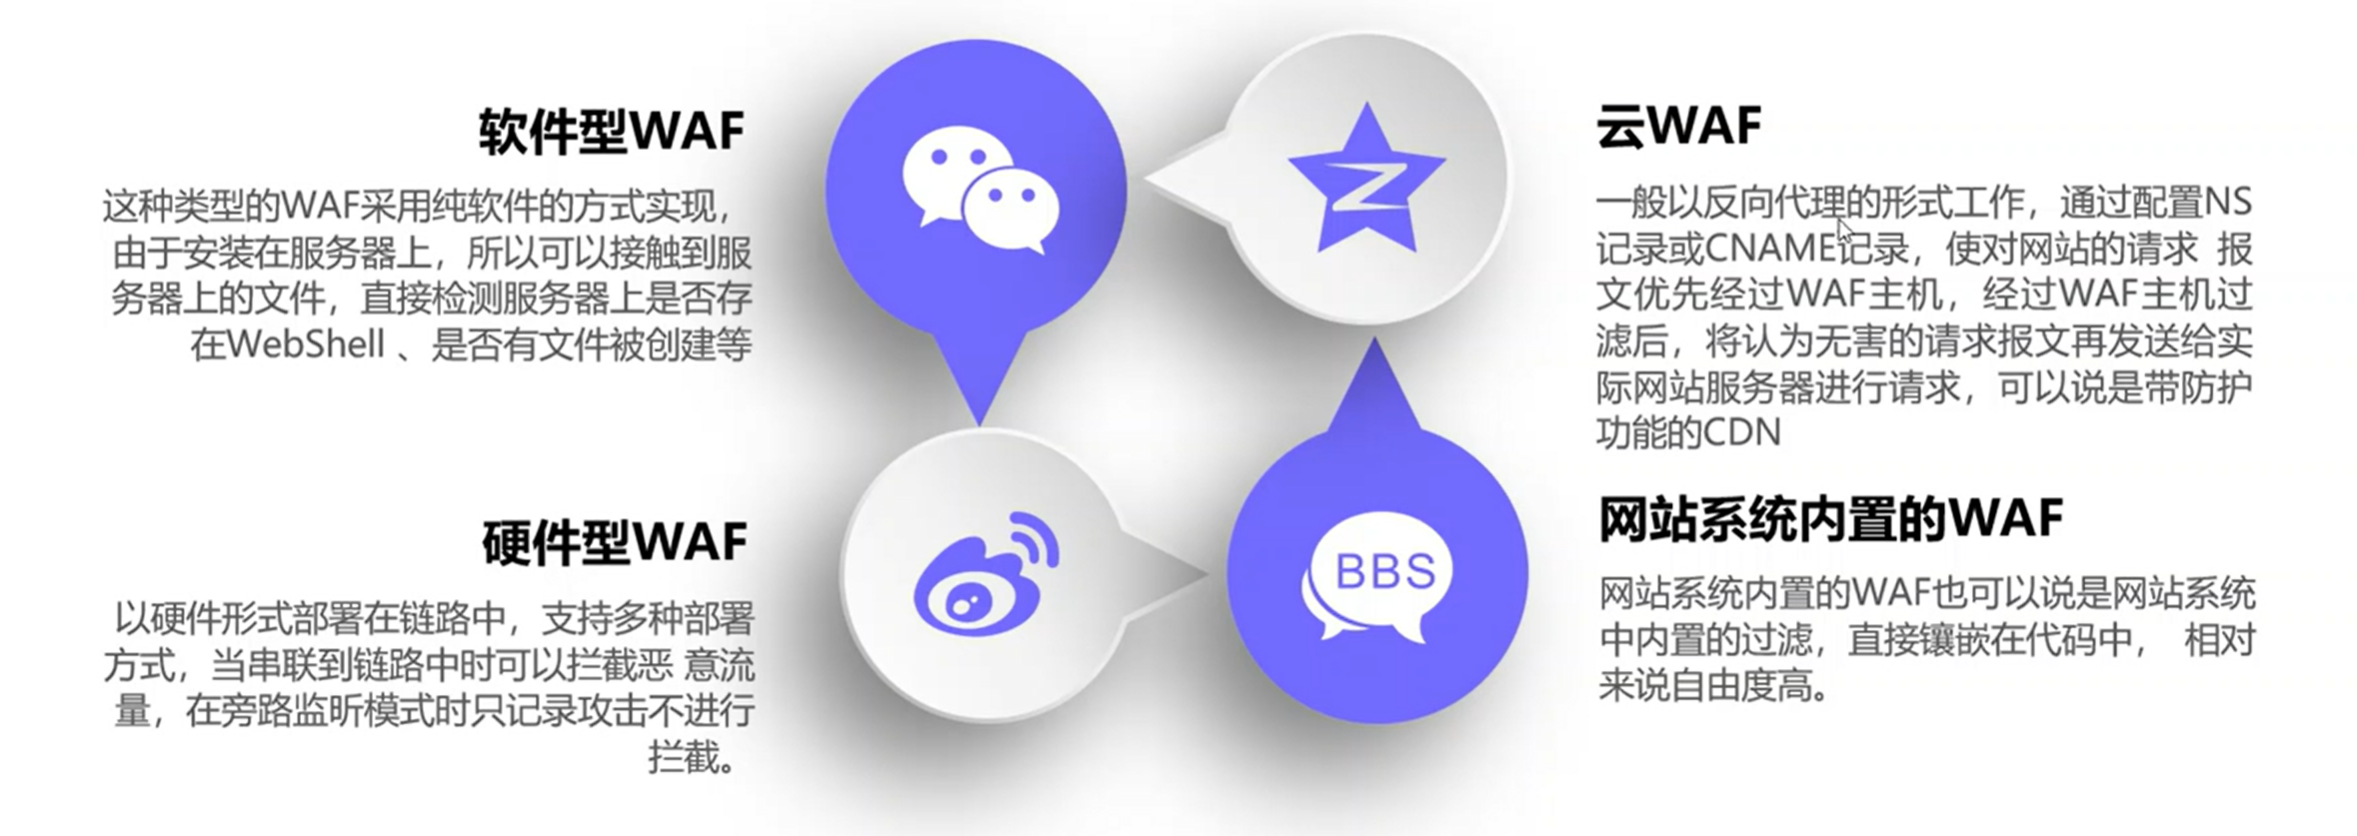 软件型WAF
这种类型的WAF采用纯软件的方式实现，
由于安装在服务器上，所以可以接触到服
务器上的文件，直接检测服务器上是否存
在WebShell 、是否有文件被创建等
硬件型WAF
以硬件形式部署在链路中，支持多种部署
方式，当串联到链路中时可以拦截恶 意流
量，在旁路监听模式时只记录攻击不进行
拦截。
云WAF
一般以反向代理的形式工作，通过配置NS
记录或CNAME记录，使对网站的请求 报
文优先经过WAF主机，经过WAF主机过
滤后，将认为无害的请求报文再发送给实
际网站服务器进行请求，可以说是带防护
功能的CDN
网站系统内置的WAF
网站系统内置的WAF也可以说是网站系统
中内置的过滤，直接镶嵌在代码中， 相对
来说自由度高。
BBS